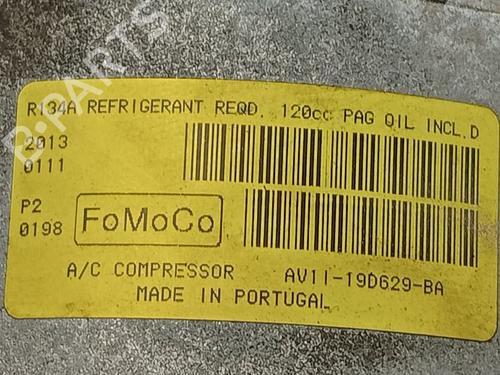 B-PARTS
R134A REFRIGERANT REQD. 120cc PAG OIL INCL.D
2013
0111
P2
0198
FoMoCo
A/C COMPRESSOR AV11-19D629-BA
MADE IN PORTUGAL